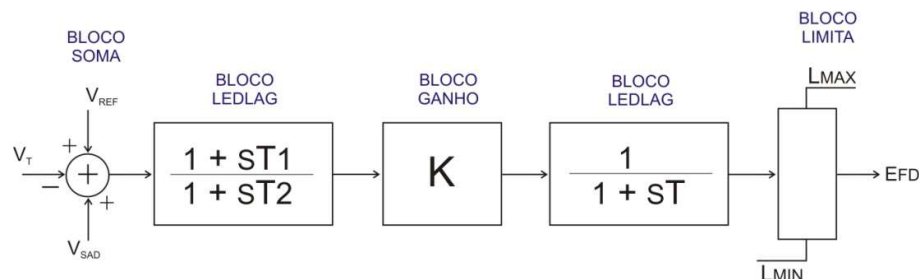 BLOCO
SOMA
BLOCO
LEDLAG
BLOCO
GANHO
BLOCO
LEDLAG
BLOCO
LIMITA
VREF
+
VT
−
+
+
VSAD
1 + sT1
1 + sT2
K
1
1 + sT
LMAX
EFD
LMIN